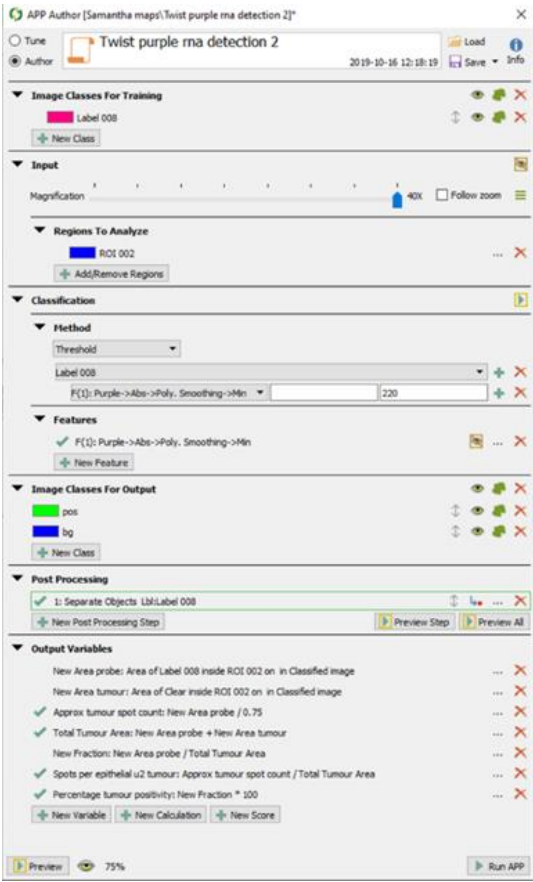 APP Author [Samantha maps\Twist purple rna detection 2]*
Tune
Author
Twist purple rna detection 2
2019-10-16 12:18:19
Load
Save
Info
Image Classes For Training
Label 008
New Class
Input
Magnification
40X
Follow zoom
Regions To Analyze
ROI 002
...
Add/Remove Regions
Classification
Method
Threshold
Label 008
F(1): Purple->Abs->Poly. Smoothing->Min
220
Features
F(1): Purple->Abs->Poly. Smoothing->Min
...
New Feature
Image Classes For Output
pos
bg
New Class
Post Processing
1: Separate Objects Lbl:Label 008
...
New Post Processing Step
Preview Step
Preview All
Output Variables
New Area probe: Area of Label 008 inside ROI 002 on in Classified image
...
New Area tumour: Area of Clear inside ROI 002 on in Classified image
...
Approx tumour spot count: New Area probe / 0.75
...
Total Tumour Area: New Area probe + New Area tumour
...
New Fraction: New Area probe / Total Tumour Area
...
Spots per epithelial u2 tumour: Approx tumour spot count / Total Tumour Area
...
Percentage tumour positivity: New Fraction * 100
...
New Variable
New Calculation
New Score
Preview
75%
Run APP